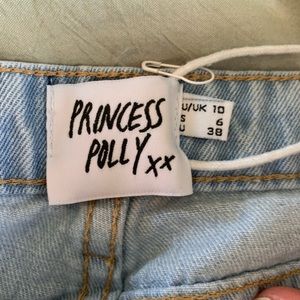 PRINCESS
POLLY xx
U/UK 10
S 6
U 38